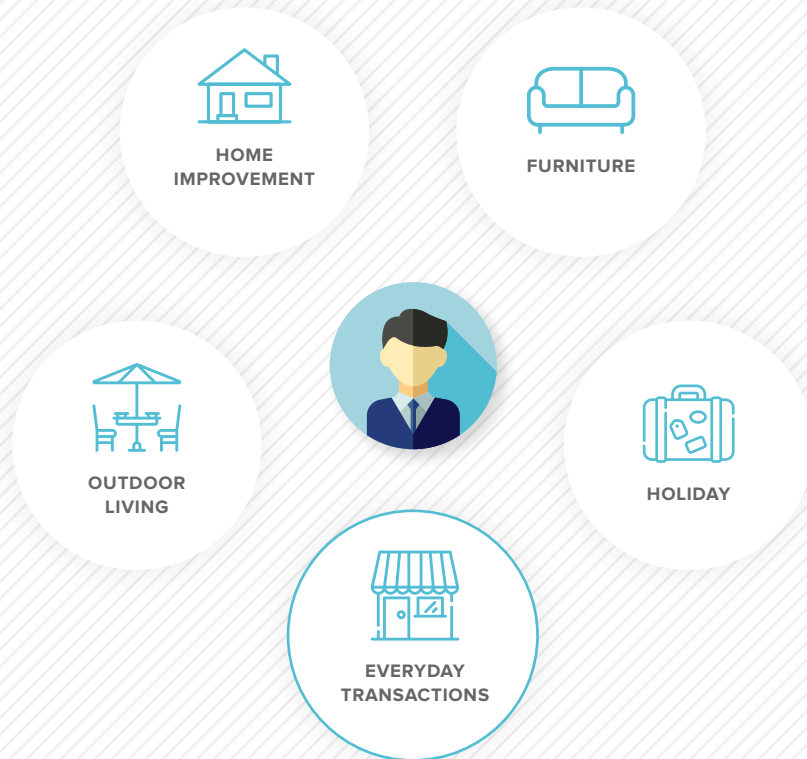 HOME
IMPROVEMENT
FURNITURE
OUTDOOR
LIVING
HOLIDAY
EVERYDAY
TRANSACTIONS